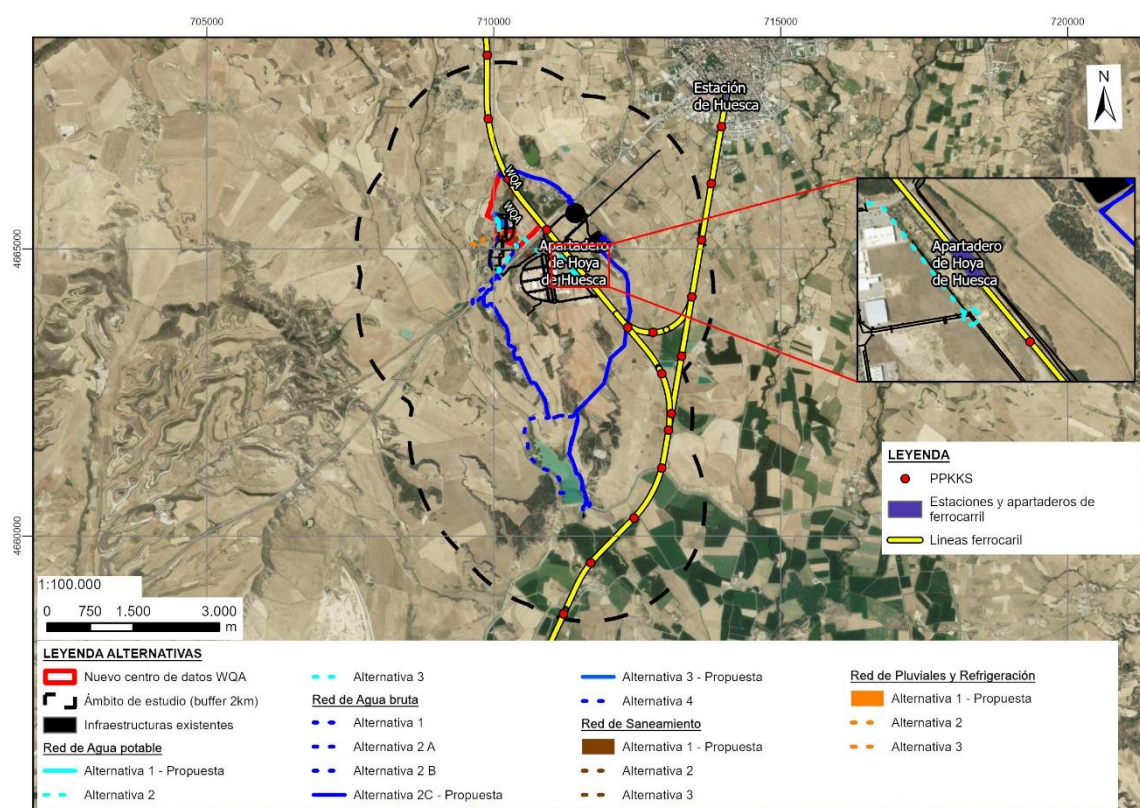 705000
710000
715000
720000
Estación
de Huesca
N
WQA
WQA
4665000
Apartadero
de Hoya
de Huesca
Apartadero
de Hoya
de Huesca
LEYENDA
PPKKS
Estaciones y apartaderos de
ferrocarril
Lineas ferrocaril
4660000
1:100.000
0 750 1.500 3.000
m
LEYENDA ALTERNATIVAS
Nuevo centro de datos WQA
Ámbito de estudio (buffer 2km)
Infraestructuras existentes
Red de Agua potable
Alternativa 1 - Propuesta
Alternativa 2
Alternativa 3
Red de Agua bruta
Alternativa 1
Alternativa 2 A
Alternativa 2 B
Alternativa 2C - Propuesta
Alternativa 3 - Propuesta
Alternativa 4
Red de Saneamiento
Alternativa 1 - Propuesta
Alternativa 2
Alternativa 3
Red de Pluviales y Refrigeración
Alternativa 1 - Propuesta
Alternativa 2
Alternativa 3